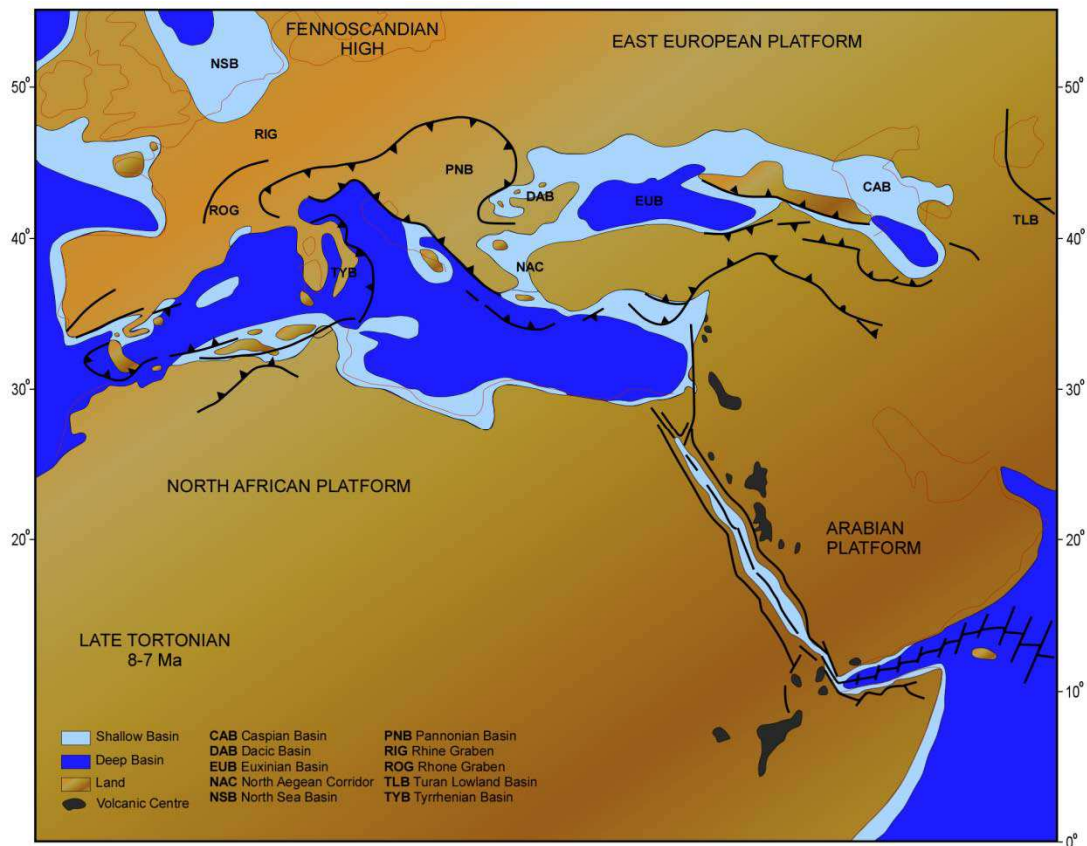 FENNOSCANDIAN
HIGH
EAST EUROPEAN PLATFORM
NSB
50°
50°
RIG
PNB
ROG
DAB
EUB
CAB
TLB
40°
40°
TYB
NAC
30°
30°
NORTH AFRICAN PLATFORM
ARABIAN
PLATFORM
20°
20°
LATE TORTONIAN
8-7 Ma
10°
Shallow Basin
Deep Basin
Land
Volcanic Centre
CAB Caspian Basin
DAB Dacic Basin
EUB Euxinian Basin
NAC North Aegean Corridor
NSB North Sea Basin
PNB Pannonian Basin
RIG Rhine Graben
ROG Rhone Graben
TLB Turan Lowland Basin
TYB Tyrrhenian Basin
0°